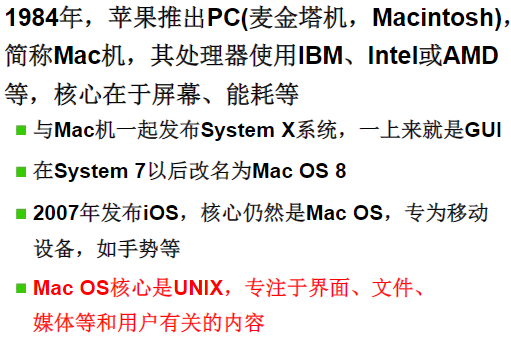 1984年，苹果推出PC(麦金塔机，Macintosh)，
简称Mac机，其处理器使用IBM、Intel或AMD
等，核心在于屏幕、能耗等
与Mac机一起发布System X系统，一上来就是GUI
在System 7以后改名为Mac OS 8
2007年发布iOS，核心仍然是Mac OS，专为移动
设备，如手势等
Mac OS核心是UNIX，专注于界面、文件、
媒体等和用户有关的内容